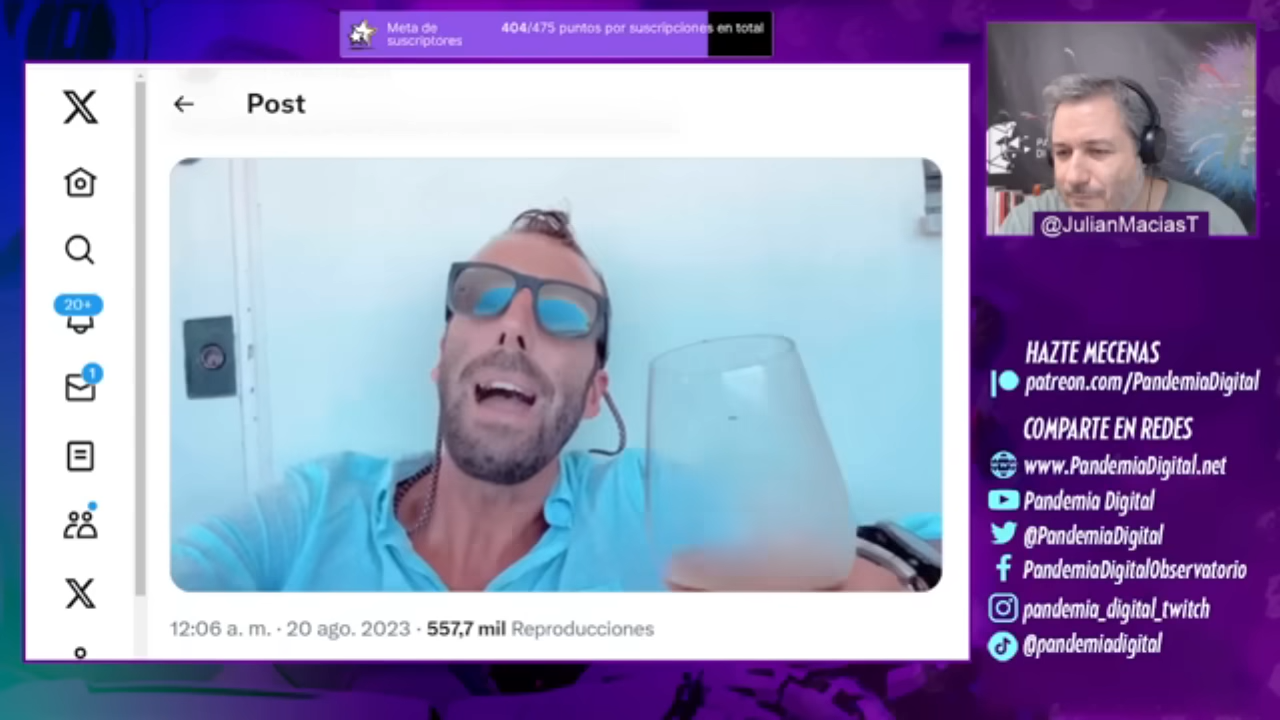 Meta de
suscriptores
404/475 puntos por suscripciones en total
Post
20+
1
12:06 a. m. · 20 ago. 2023 · 557,7 mil Reproducciones
@JulianMaciasT
HAZTE MECENAS
patreon.com/PandemiaDigital
COMPARTE EN REDES
www.PandemiaDigital.net
Pandemia Digital
@PandemiaDigital
PandemiaDigitalObservatorio
pandemia_digital_twitch
@pandemiadigital